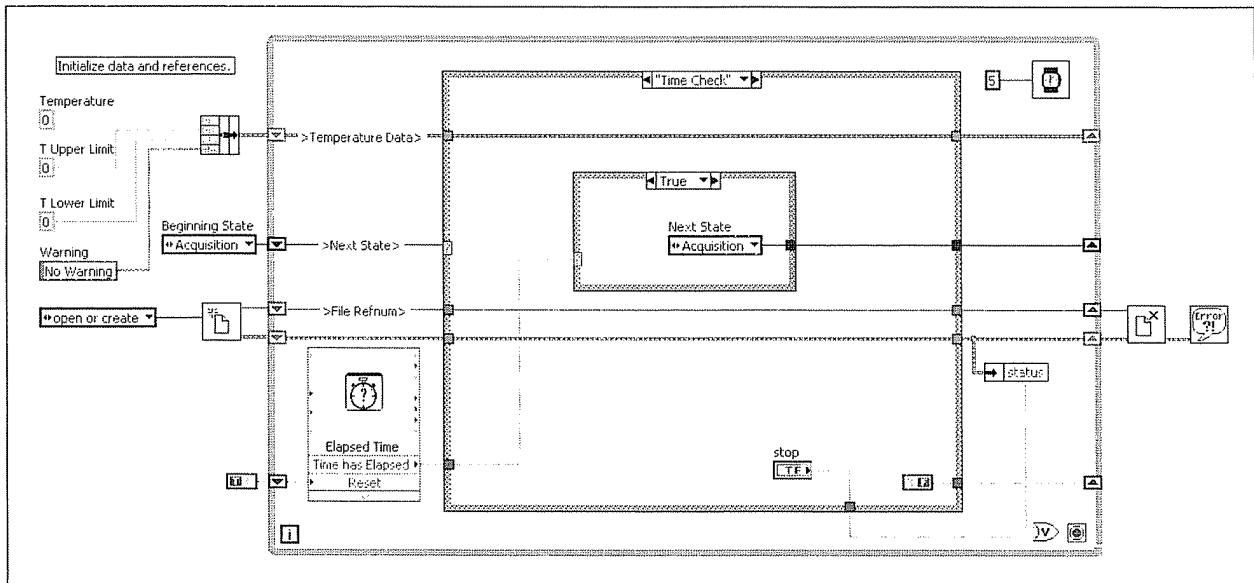 Initialize data and references.
Temperature
0
T Upper Limit
0
T Lower Limit
0
Warning
No Warning
Beginning State
Acquisition
open or create
>Temperature Data>
>Next State>
>File Refnum>
"Time Check"
True
Next State
Acquisition
5
?
?
Elapsed Time
Time has Elapsed
Reset
T
i
stop
TF
F
status
V
Error
?!